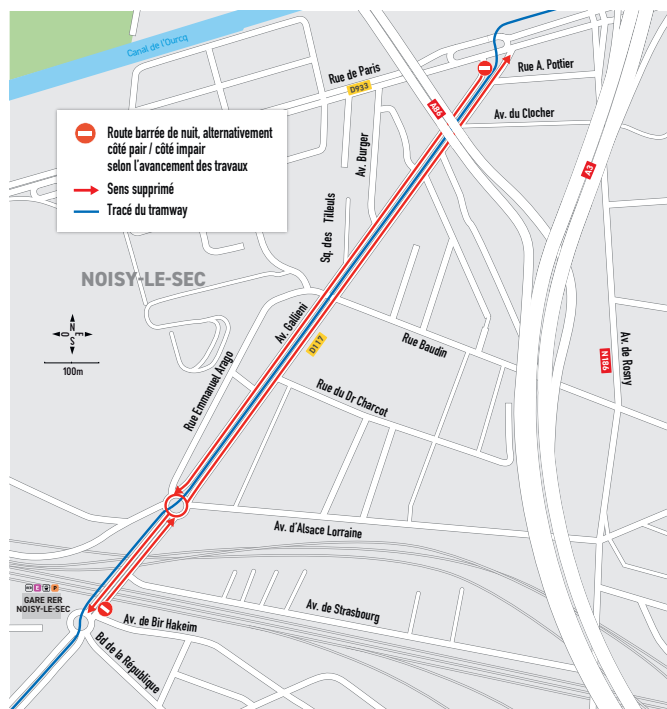 Canal de l'Ourcq
Rue de Paris
D933
Rue A. Pottier
A86
Av. du Clocher
A3
Route barrée de nuit, alternativement
côté pair / côté impair
selon l'avancement des travaux
Sens supprimé
Tracé du tramway
Av. Burger
Sq. des Tilleuls
NOISY-LE-SEC
N
O E
S
100m
Av. Gallieni
D117
Rue Baudin
Av. de Rosny
N186
Rue Emmanuel Arago
Rue du Dr Charcot
Av. d'Alsace Lorraine
RER E T
GARE RER
NOISY-LE-SEC
Av. de Strasbourg
Av. de Bir Hakeim
Bd de la République